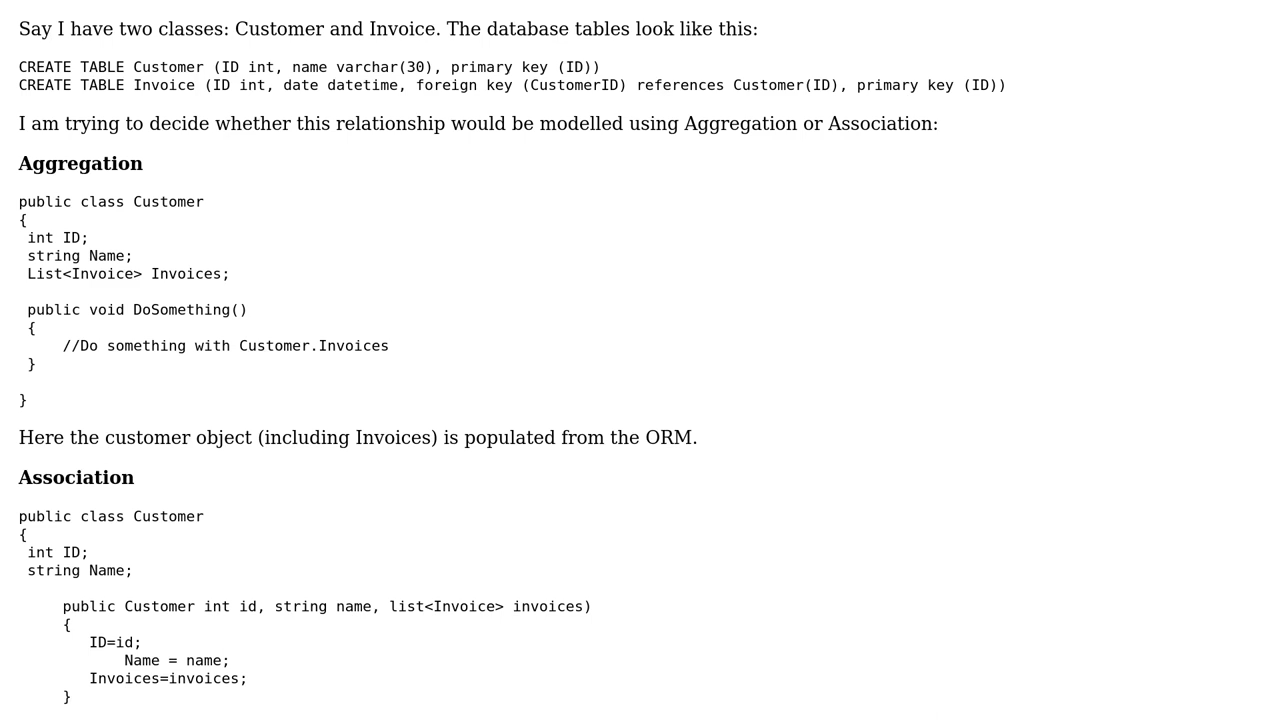 Say I have two classes: Customer and Invoice. The database tables look like this:
CREATE TABLE Customer (ID int, name varchar(30), primary key (ID))
CREATE TABLE Invoice (ID int, date datetime, foreign key (CustomerID) references Customer(ID), primary key (ID))
I am trying to decide whether this relationship would be modelled using Aggregation or Association:
Aggregation
public class Customer
{
 int ID;
 string Name;
 List<Invoice> Invoices;
 public void DoSomething()
 {
     //Do something with Customer.Invoices
 }
}
Here the customer object (including Invoices) is populated from the ORM.
Association
public class Customer
{
 int ID;
 string Name;
     public Customer int id, string name, list<Invoice> invoices)
     {
        ID=id;
            Name = name;
        Invoices=invoices;
     }